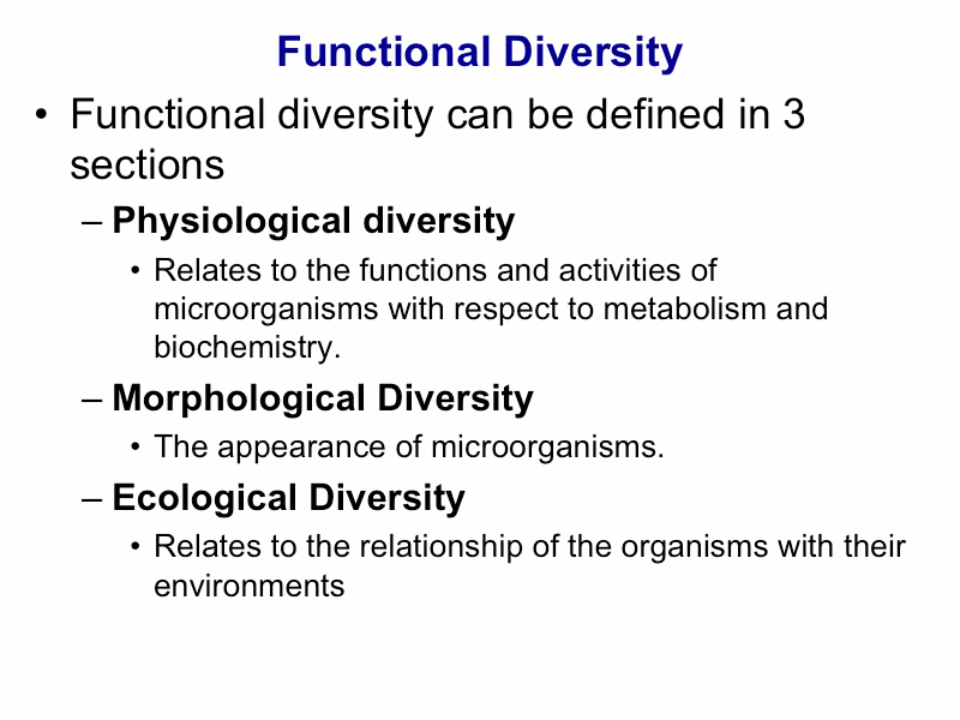 Functional Diversity
• Functional diversity can be defined in 3
sections
– Physiological diversity
• Relates to the functions and activities of
microorganisms with respect to metabolism and
biochemistry.
– Morphological Diversity
• The appearance of microorganisms.
– Ecological Diversity
• Relates to the relationship of the organisms with their
environments